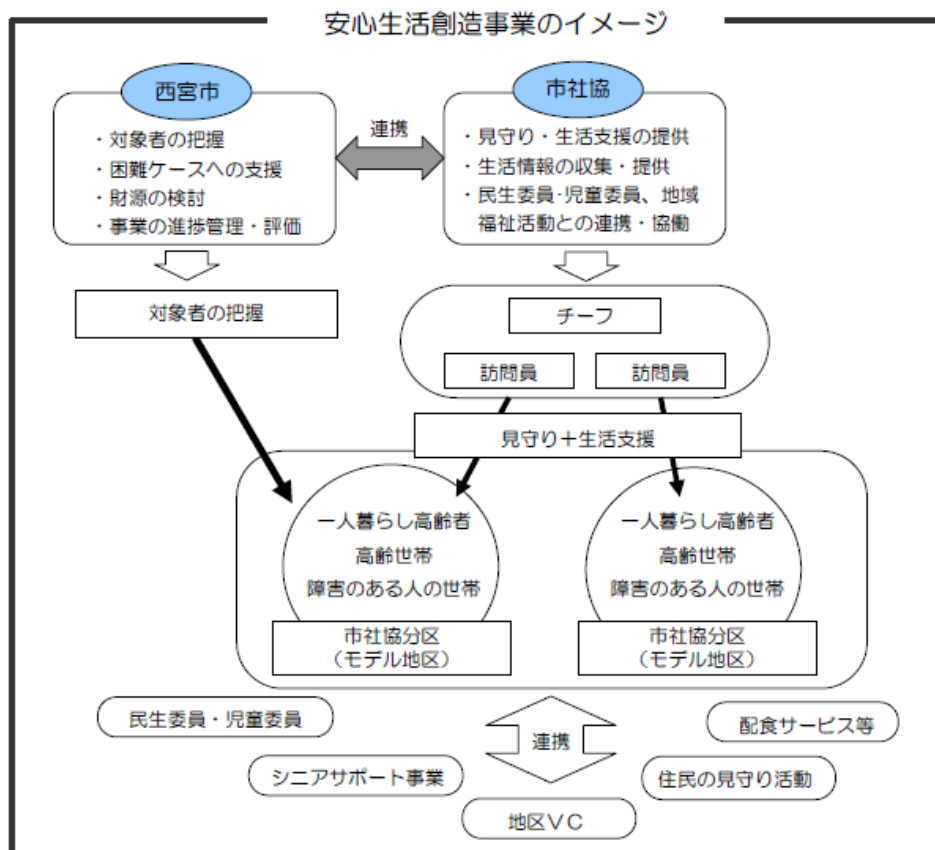 安心生活創造事業のイメージ
西宮市
・対象者の把握
・困難ケースへの支援
・財源の検討
・事業の進捗管理・評価
連携
市社協
・見守り・生活支援の提供
・生活情報の収集・提供
・民生委員・児童委員、地域
福祉活動との連携・協働
対象者の把握
チーフ
訪問員
訪問員
見守り＋生活支援
一人暮らし高齢者
高齢世帯
障害のある人の世帯
市社協分区
（モデル地区）
一人暮らし高齢者
高齢世帯
障害のある人の世帯
市社協分区
（モデル地区）
民生委員・児童委員
配食サービス等
連携
シニアサポート事業
住民の見守り活動
地区ＶＣ